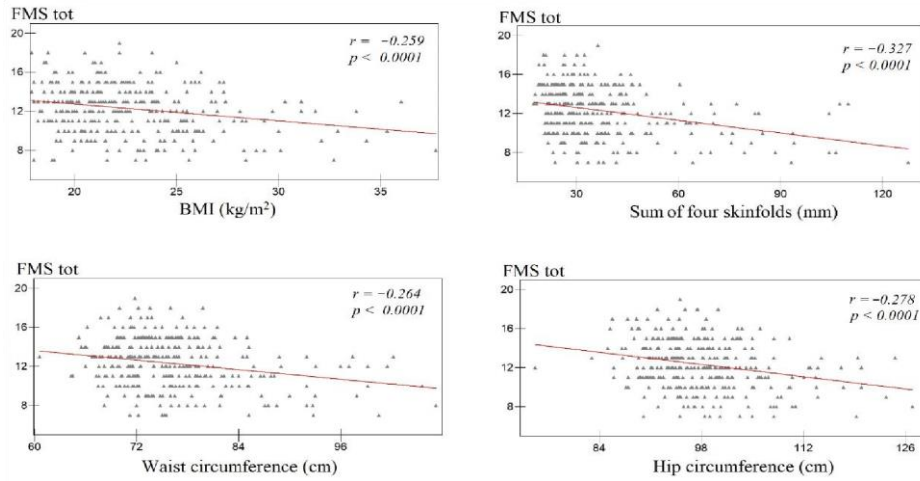 FMS tot
20
16
12
8
r = -0.259
p < 0.0001
20 25 30 35
BMI (kg/m²)
FMS tot
20
16
12
8
r = -0.327
p < 0.0001
30 60 90 120
Sum of four skinfolds (mm)
FMS tot
20
16
12
8
r = -0.264
p < 0.0001
60 72 84 96
Waist circumference (cm)
FMS tot
20
16
12
8
r = -0.278
p < 0.0001
84 98 112 126
Hip circumference (cm)